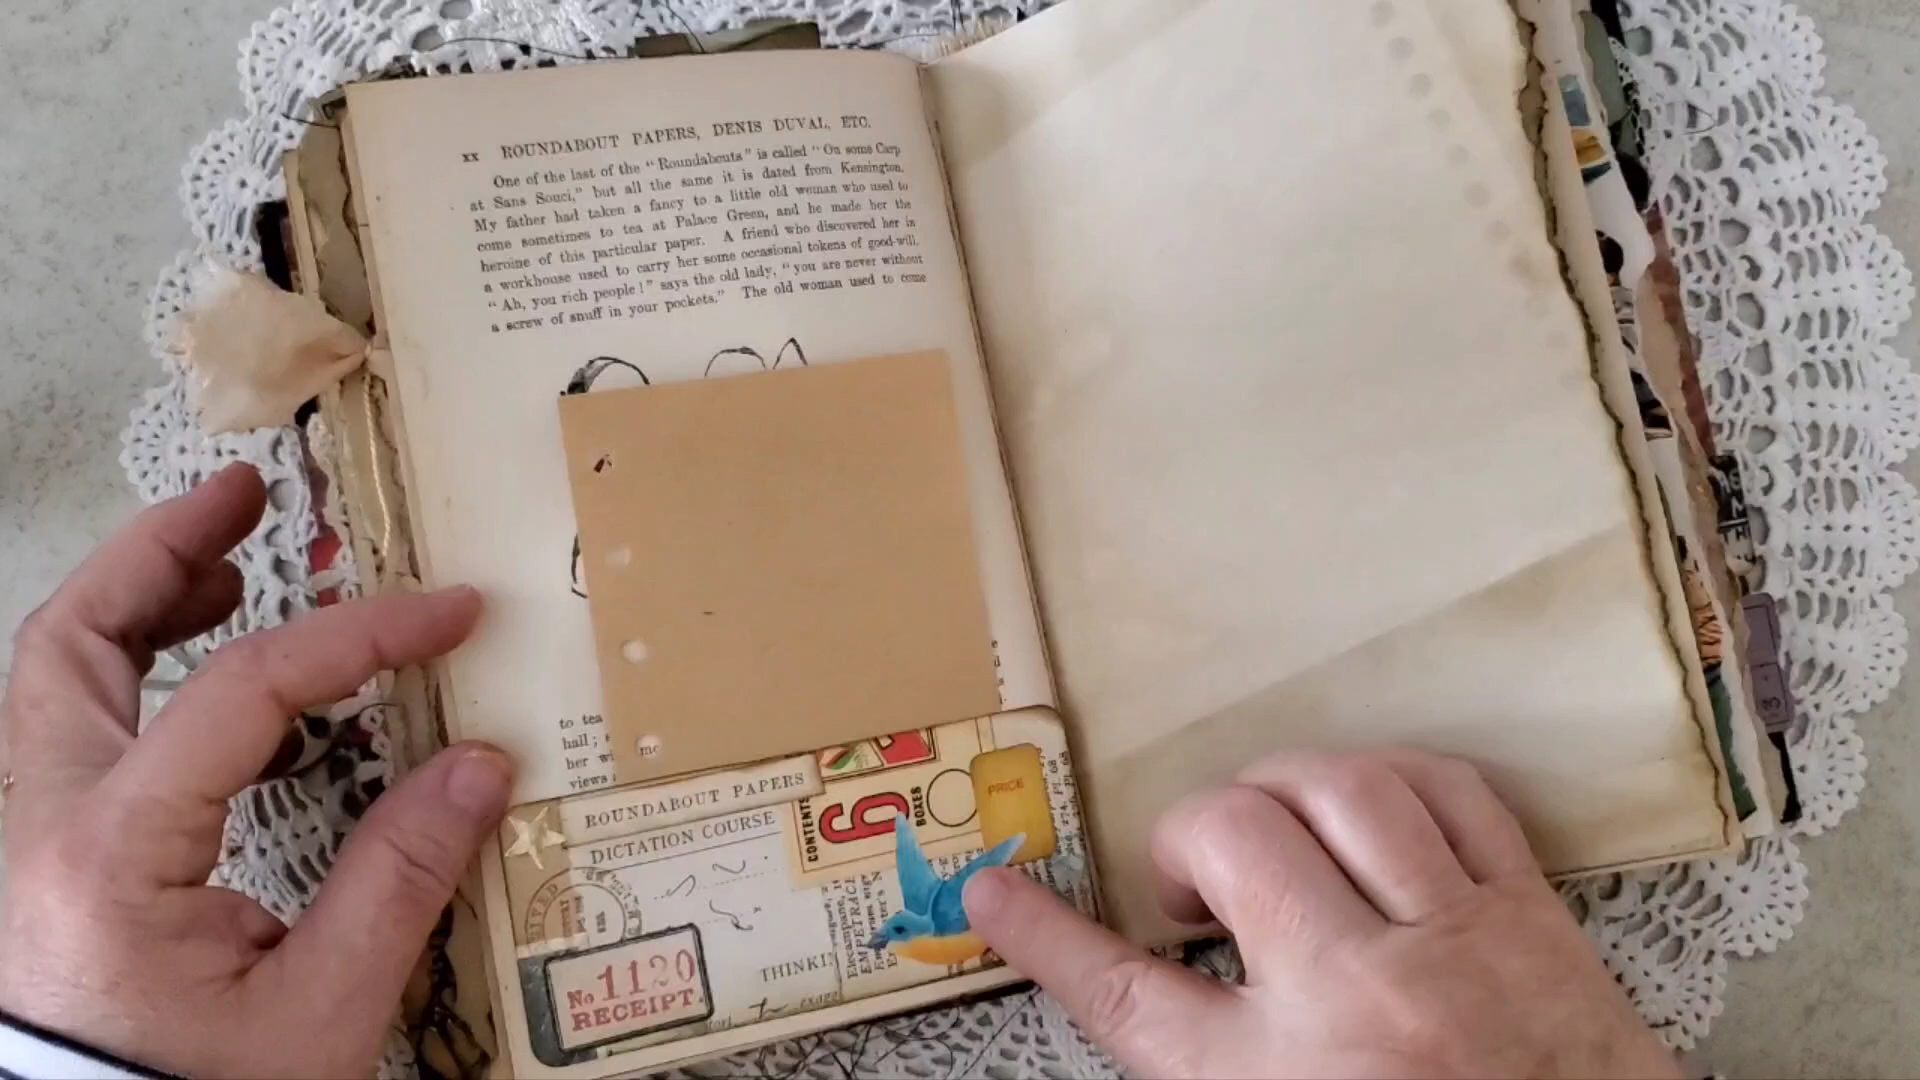 xx ROUNDABOUT PAPERS, DENIS DUVAL, ETC.
One of the last of the “Roundabouts” is called “On some Carp
at Sans Souci,” but all the same it is dated from Kensington.
My father had taken a fancy to a little old woman who used to
come sometimes to tea at Palace Green, and he made her the
heroine of this particular paper. A friend who discovered her in
a workhouse used to carry her some occasional tokens of good-will.
“Ah, you rich people!” says the old lady, “you are never without
a screw of snuff in your pockets.” The old woman used to come
to tea
hall;
her
views
ROUNDABOUT PAPERS
DICTATION COURSE
CONTENTS
6
BOXES
PRICE
THINKI
EMPETRACE
Elecampane,
No 1120
RECEIPT.